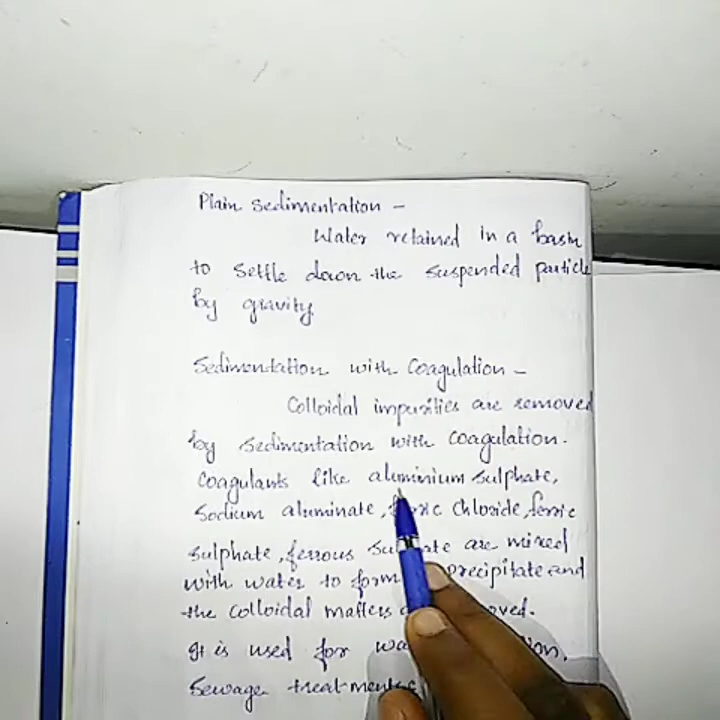 Plain Sedimentation -
Water retained in a basin
to settle down the suspended particle
by gravity
Sedimentation with Coagulation -
Colloidal impurities are removed
by sedimentation with coagulation.
Coagulants like aluminium sulphate,
Sodium aluminate, chloride, ferric
sulphate, ferrous are mixed
with water to form precipitate and
the colloidal matters
It is used for
Sewage treatment